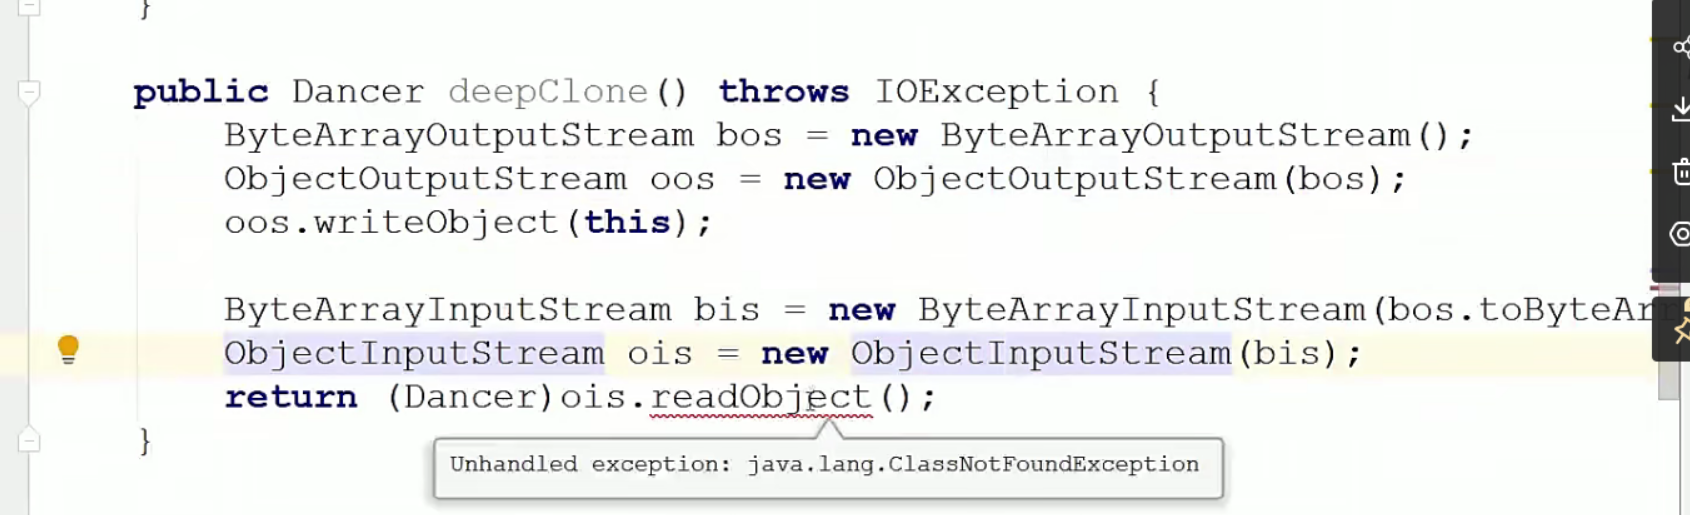 }
public Dancer deepClone() throws IOException {
ByteArrayOutputStream bos = new ByteArrayOutputStream();
ObjectOutputStream oos = new ObjectOutputStream(bos);
oos.writeObject(this);
ByteArrayInputStream bis = new ByteArrayInputStream(bos.toByteAr
ObjectInputStream ois = new ObjectInputStream(bis);
return (Dancer)ois.readObject();
}
Unhandled exception: java.lang.ClassNotFoundException